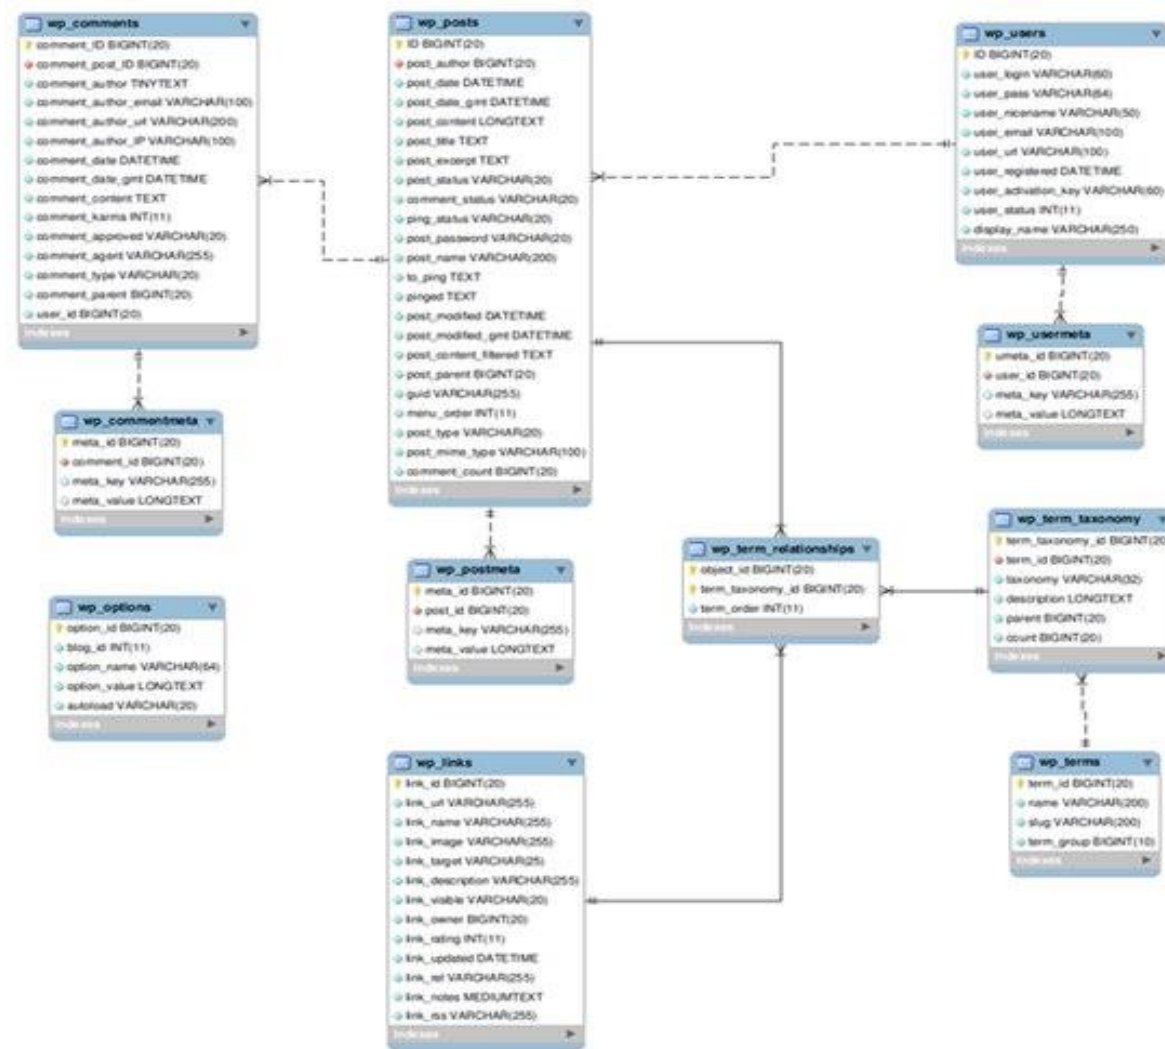 wp_comments
comment_ID BIGINT(20)
comment_post_ID BIGINT(20)
comment_author TINYTEXT
comment_author_email VARCHAR(100)
comment_author_url VARCHAR(200)
comment_author_IP VARCHAR(100)
comment_date DATETIME
comment_date_gmt DATETIME
comment_content TEXT
comment_karma INT(11)
comment_approved VARCHAR(20)
comment_agent VARCHAR(255)
comment_type VARCHAR(20)
comment_parent BIGINT(20)
user_id BIGINT(20)
Indexes
wp_posts
ID BIGINT(20)
post_author BIGINT(20)
post_date DATETIME
post_date_gmt DATETIME
post_content LONGTEXT
post_title TEXT
post_excerpt TEXT
post_status VARCHAR(20)
comment_status VARCHAR(20)
ping_status VARCHAR(20)
post_password VARCHAR(20)
post_name VARCHAR(200)
to_ping TEXT
pinged TEXT
post_modified DATETIME
post_modified_gmt DATETIME
post_content_filtered TEXT
post_parent BIGINT(20)
guid VARCHAR(255)
menu_order INT(11)
post_type VARCHAR(20)
post_mime_type VARCHAR(100)
comment_count BIGINT(20)
Indexes
wp_users
ID BIGINT(20)
user_login VARCHAR(60)
user_pass VARCHAR(64)
user_nicename VARCHAR(50)
user_email VARCHAR(100)
user_url VARCHAR(100)
user_registered DATETIME
user_activation_key VARCHAR(60)
user_status INT(11)
display_name VARCHAR(250)
Indexes
wp_usermeta
umeta_id BIGINT(20)
user_id BIGINT(20)
meta_key VARCHAR(255)
meta_value LONGTEXT
Indexes
wp_commentmeta
meta_id BIGINT(20)
comment_id BIGINT(20)
meta_key VARCHAR(255)
meta_value LONGTEXT
Indexes
wp_postmeta
meta_id BIGINT(20)
post_id BIGINT(20)
meta_key VARCHAR(255)
meta_value LONGTEXT
Indexes
wp_term_relationships
object_id BIGINT(20)
term_taxonomy_id BIGINT(20)
term_order INT(11)
Indexes
wp_term_taxonomy
term_taxonomy_id BIGINT(20
term_id BIGINT(20)
taxonomy VARCHAR(32)
description LONGTEXT
parent BIGINT(20)
count BIGINT(20)
Indexes
wp_options
option_id BIGINT(20)
blog_id INT(11)
option_name VARCHAR(64)
option_value LONGTEXT
autoload VARCHAR(20)
Indexes
wp_links
link_id BIGINT(20)
link_url VARCHAR(255)
link_name VARCHAR(255)
link_image VARCHAR(255)
link_target VARCHAR(25)
link_description VARCHAR(255)
link_visible VARCHAR(20)
link_owner BIGINT(20)
link_rating INT(11)
link_updated DATETIME
link_rel VARCHAR(255)
link_notes MEDIUMTEXT
link_rss VARCHAR(255)
Indexes
wp_terms
term_id BIGINT(20)
name VARCHAR(200)
slug VARCHAR(200)
term_group BIGINT(10)
Indexes